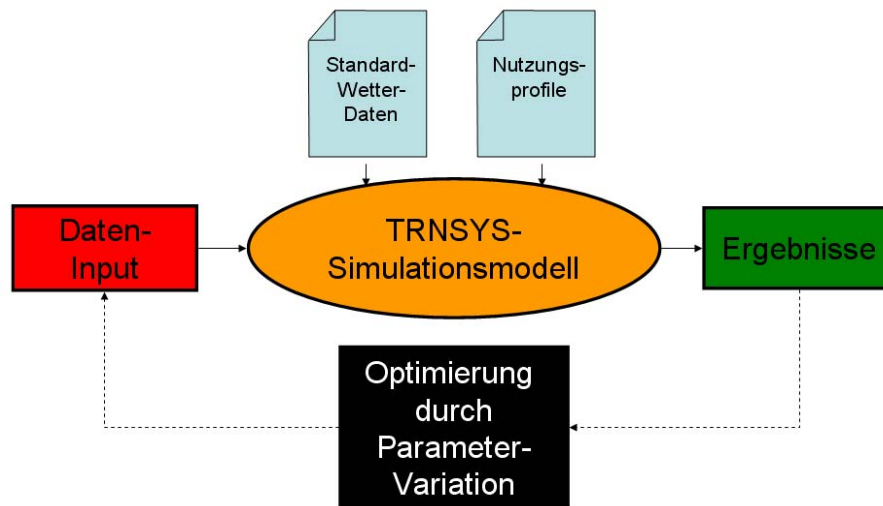 Standard-
Wetter-
Daten
Nutzungs-
profile
Daten-
Input
TRNSYS-
Simulationsmodell
Ergebnisse
Optimierung
durch
Parameter-
Variation